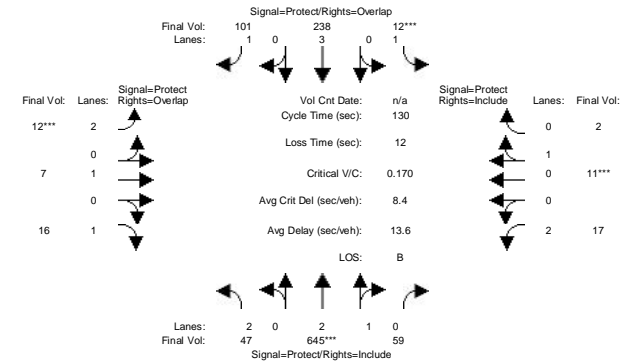 Signal=Protect/Rights=Overlap
Final Vol: 101 238 12***
Lanes: 1 0 3 0 1
Signal=Protect
Final Vol: Lanes: Rights=Overlap
Vol Cnt Date: n/a
Signal=Protect
Rights=Include Lanes: Final Vol:
Cycle Time (sec): 130
12*** 2
0 2
Loss Time (sec): 12
0
1
7 1
Critical V/C: 0.170
0 11***
0
Avg Crit Del (sec/veh): 8.4
0
16 1
Avg Delay (sec/veh): 13.6
2 17
LOS: B
Lanes: 2 0 2 1 0
Final Vol: 47 645*** 59
Signal=Protect/Rights=Include